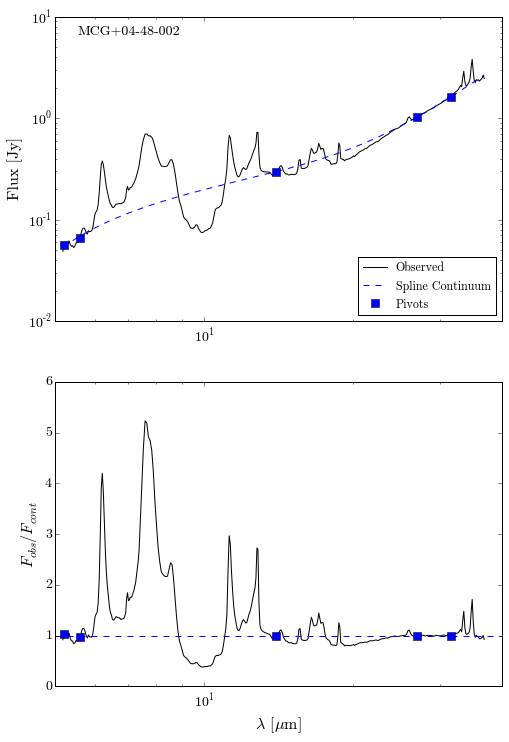 10^1
MCG+04-48-002
10^0
Flux [Jy]
10^-1
Observed
Spline Continuum
Pivots
10^-2
10^1
6
5
4
F_obs/F_cont
3
2
1
0
10^1
λ [μm]